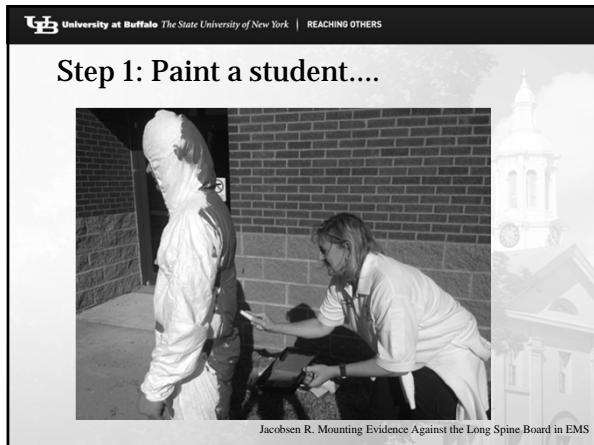 UB University at Buffalo The State University of New York | REACHING OTHERS
Step 1: Paint a student....
Jacobsen R. Mounting Evidence Against the Long Spine Board in EMS